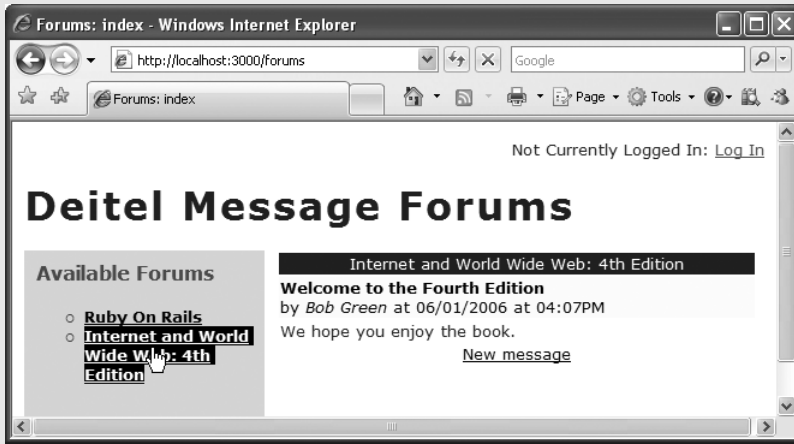 Forums: index - Windows Internet Explorer
http://localhost:3000/forums
Google
Forums: index
Page
Tools
Not Currently Logged In: Log In
Deitel Message Forums
Available Forums
Ruby On Rails
Internet and World
Wide Web: 4th
Edition
Internet and World Wide Web: 4th Edition
Welcome to the Fourth Edition
by Bob Green at 06/01/2006 at 04:07PM
We hope you enjoy the book.
New message